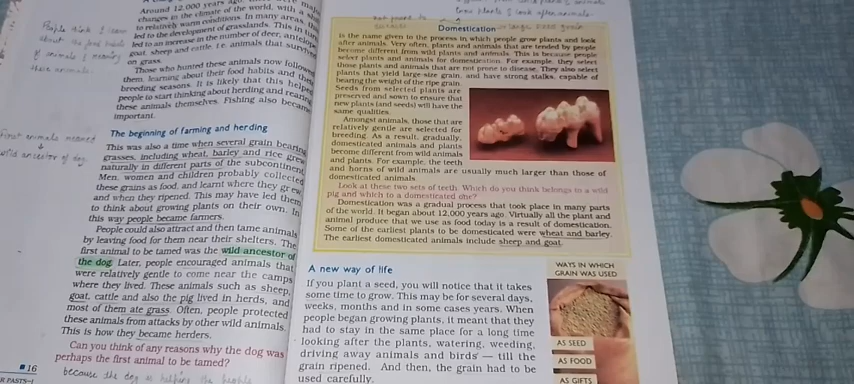 Around 12,000 years ago
changes in the climate of the world, with a
to relatively warm conditions. In many areas,
led to the development of grasslands. This in
led to an increase in the number of deer, antelope,
goat, sheep and cattle, i.e. animals that survive
on grass.
Those who hunted these animals now followed
them, learning about their food habits and the
breeding seasons. It is likely that this helped
people to start thinking about herding and rearing
these animals themselves. Fishing also became
important.
The beginning of farming and herding
This was also a time when several grain bearing
grasses, including wheat, barley and rice grew
naturally in different parts of the subcontinent.
Men, women and children probably collected
these grains as food, and learnt where they grew
and when they ripened. This may have led them
to think about growing plants on their own. In
this way people became farmers.
People could also attract and then tame animals
by leaving food for them near their shelters. The
first animal to be tamed was the wild ancestor of
the dog. Later, people encouraged animals that
were relatively gentle to come near the camps
where they lived. These animals such as sheep,
goat, cattle and also the pig lived in herds, and
most of them ate grass. Often, people protected
these animals from attacks by other wild animals.
This is how they became herders.
Can you think of any reasons why the dog was
perhaps the first animal to be tamed?
because the dog is helping the people
16
R PASTS-I
People think / learn
about the food habits
of animals /
these animals.
First animals
wild ancestor of dog
Domestication
is the name given to the process in which people grow plants and look
after animals. Very often, plants and animals that are tended by people
become different from wild plants and animals. This is because people
select plants and animals for domestication. For example, they select
those plants and animals that are not prone to disease. They also select
plants that yield large-size grain, and have strong stalks, capable of
bearing the weight of the ripe grain.
Seeds from selected plants are
preserved and sown to ensure that
new plants (and seeds) will have the
same qualities.
Amongst animals, those that are
relatively gentle are selected for
breeding. As a result, gradually,
domesticated animals and plants
become different from wild animals
and plants. For example, the teeth
and horns of wild animals are usually much larger than those of
domesticated animals.
Look at these two sets of teeth. Which do you think belongs to a wild
pig and which to a domesticated one?
Domestication was a gradual process that took place in many parts
of the world. It began about 12,000 years ago. Virtually all the plant and
animal produce that we use as food today is a result of domestication.
Some of the earliest plants to be domesticated were wheat and barley.
The earliest domesticated animals include sheep and goat.
A new way of life
If you plant a seed, you will notice that it takes
some time to grow. This may be for several days,
weeks, months and in some cases years. When
people began growing plants, it meant that they
had to stay in the same place for a long time
looking after the plants, watering, weeding,
driving away animals and birds — till the
grain ripened. And then, the grain had to be
used carefully.
WAYS IN WHICH
GRAIN WAS USED
AS SEED
AS FOOD
AS GIFTS